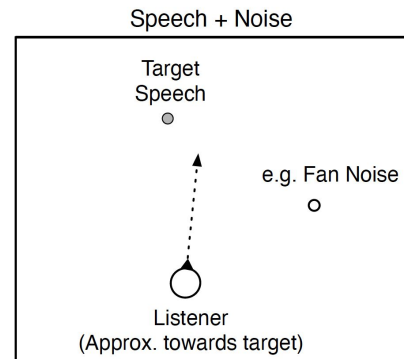 Speech + Noise
Target
Speech
e.g. Fan Noise
Listener
(Approx. towards target)